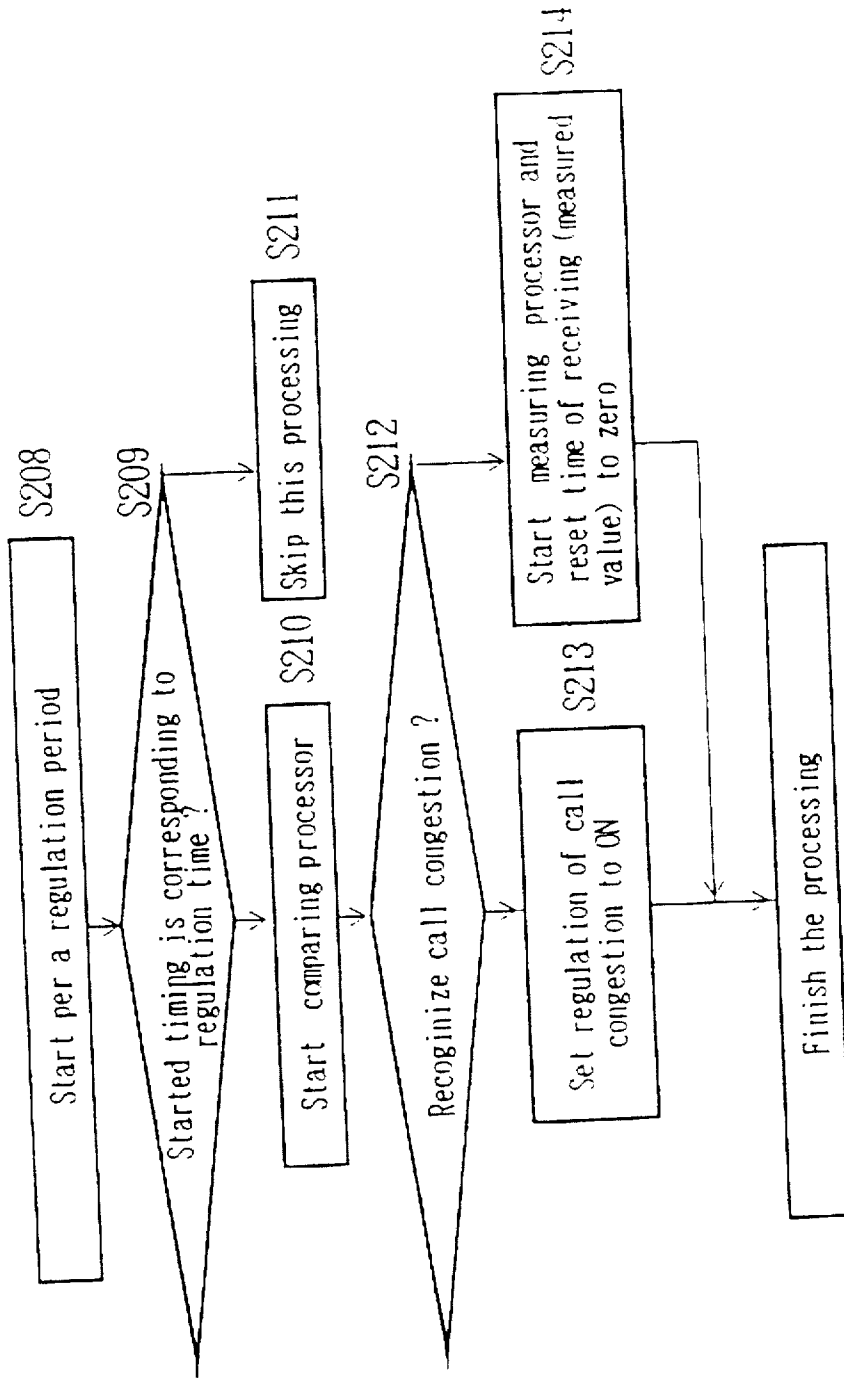 Start per a regulation period
S208
S209
Started timing is corresponding to
regulation time ?
S210
Start comparing processor
S211
Skip this processing
S212
Recoginize call congestion ?
S213
Set regulation of call
congestion to ON
S214
Start measuring processor and
reset time of receiving (measured
value) to zero
Finish the processing